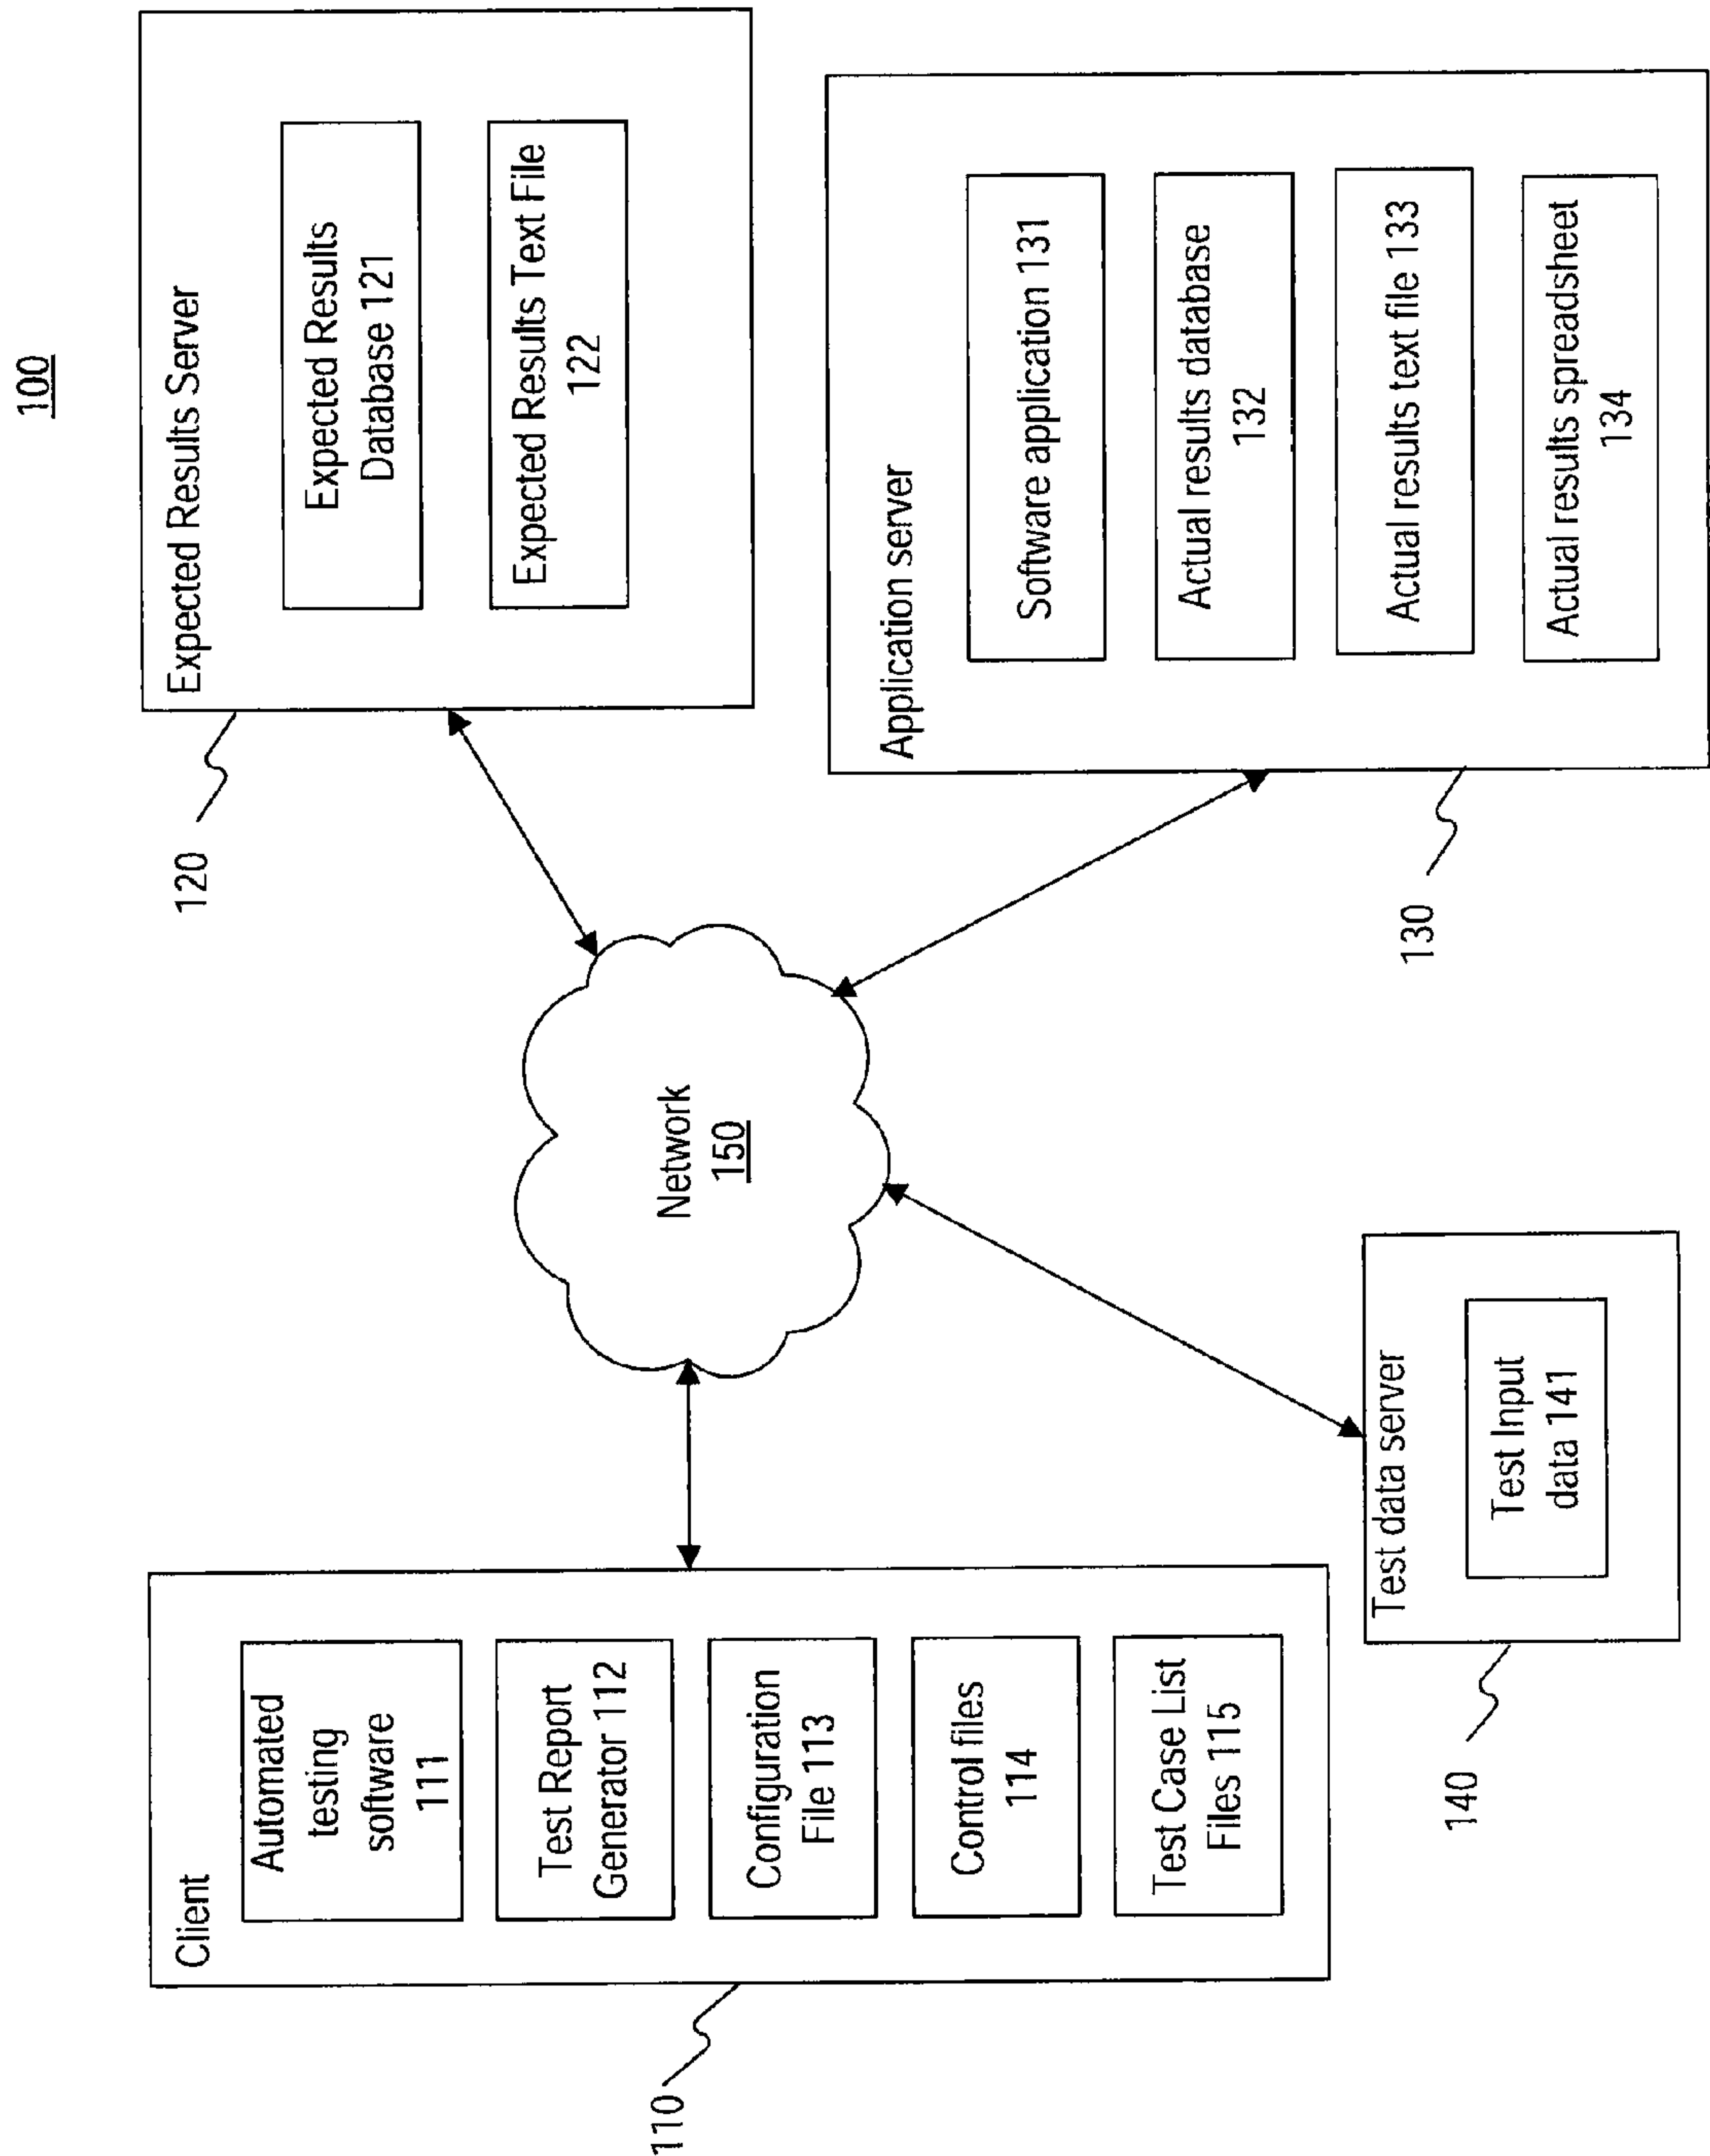 100
Client
Automated
testing
software
111
Test Report
Generator 112
Configuration
File 113
Control files
114
Test Case List
Files 115
110
Network
150
Expected Results Server
Expected Results
Database 121
Expected Results Text File
122
120
Application server
Software application 131
Actual results database
132
Actual results text file 133
Actual results spreadsheet
134
130
Test data server
Test Input
data 141
140